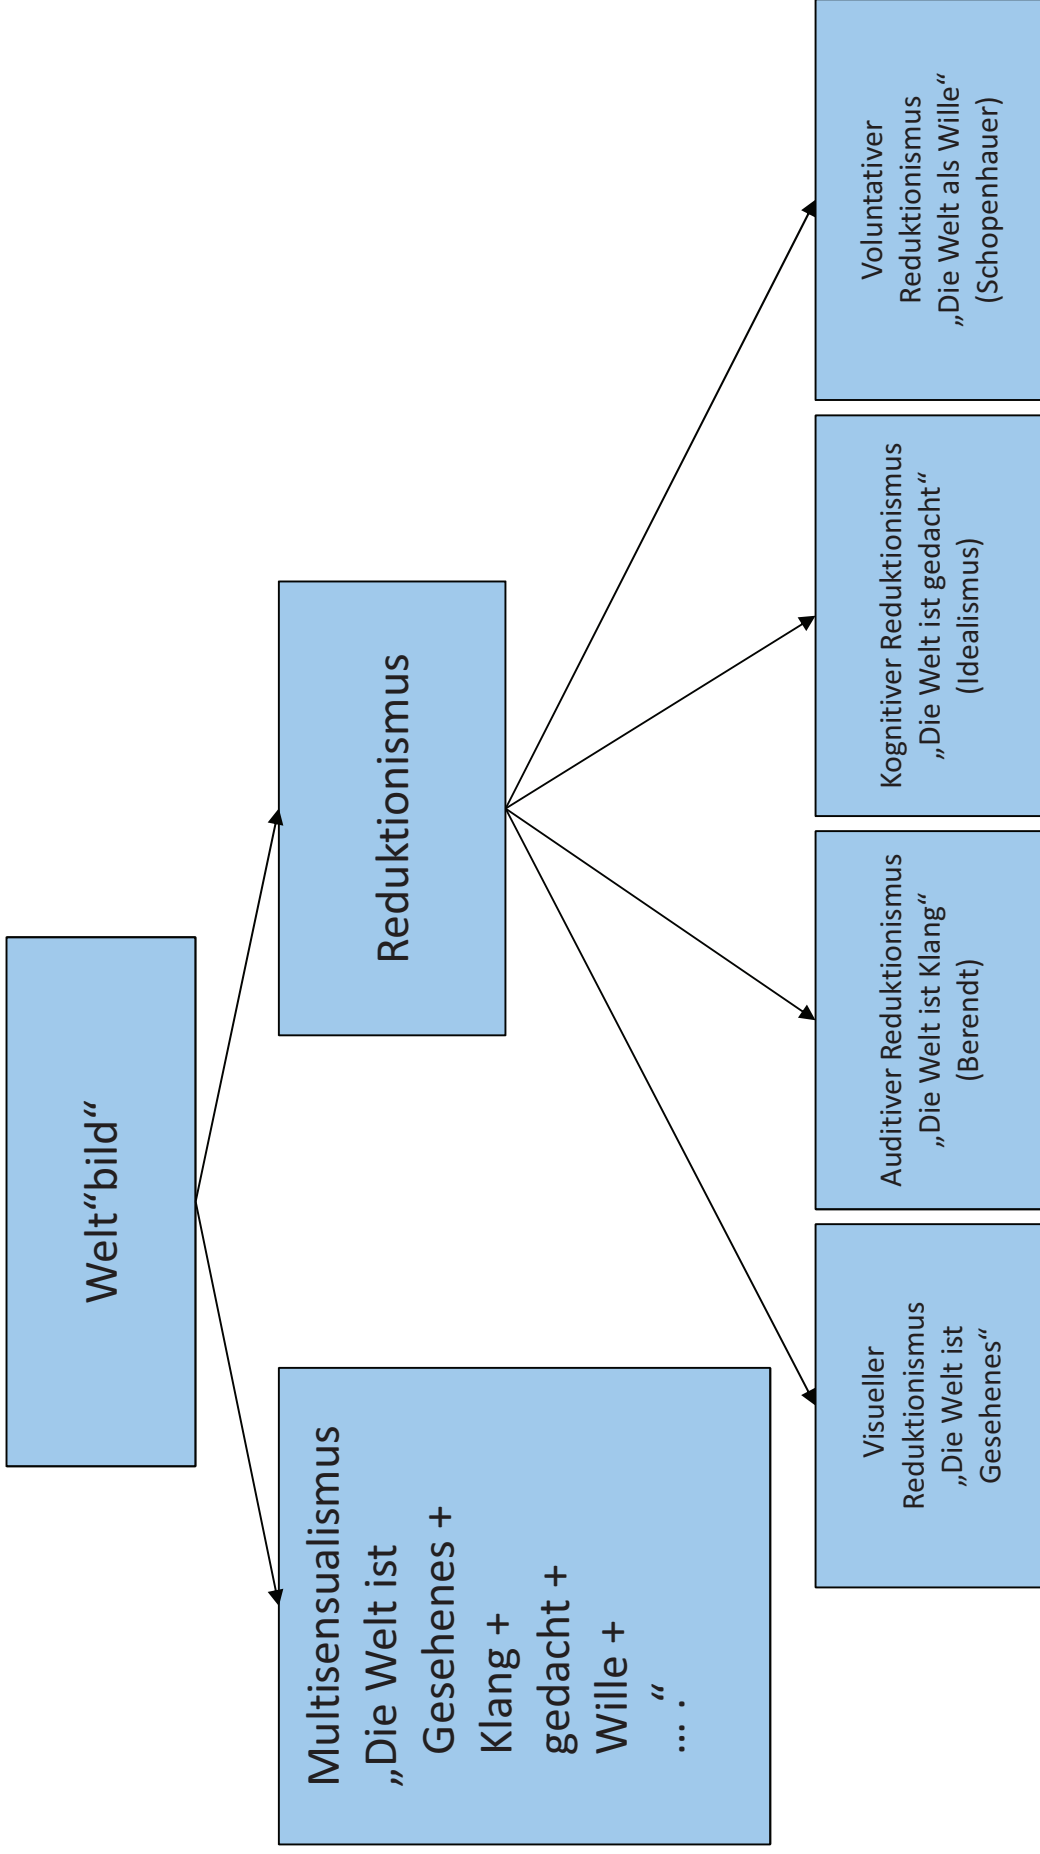 Welt“bild“
Multisensualismus
„Die Welt ist
Gesehenes +
Klang +
gedacht +
Wille +
... .“
Reduktionismus
Visueller
Reduktionismus
„Die Welt ist
Gesehenes“
Auditiver Reduktionismus
„Die Welt ist Klang“
(Berendt)
Kognitiver Reduktionismus
„Die Welt ist gedacht“
(Idealismus)
Voluntativer
Reduktionismus
„Die Welt als Wille“
(Schopenhauer)